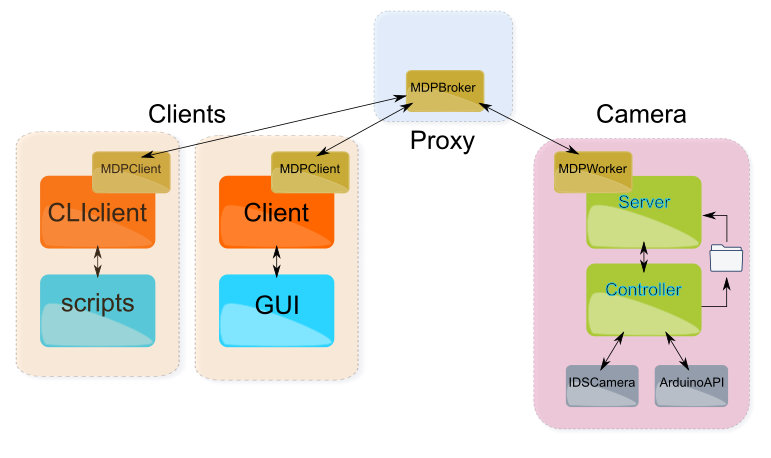 MDPBroker
Clients
Proxy
Camera
MDPClient
CLIclient
scripts
MDPClient
Client
GUI
MDPWorker
Server
Controller
IDSCamera
ArduinoAPI